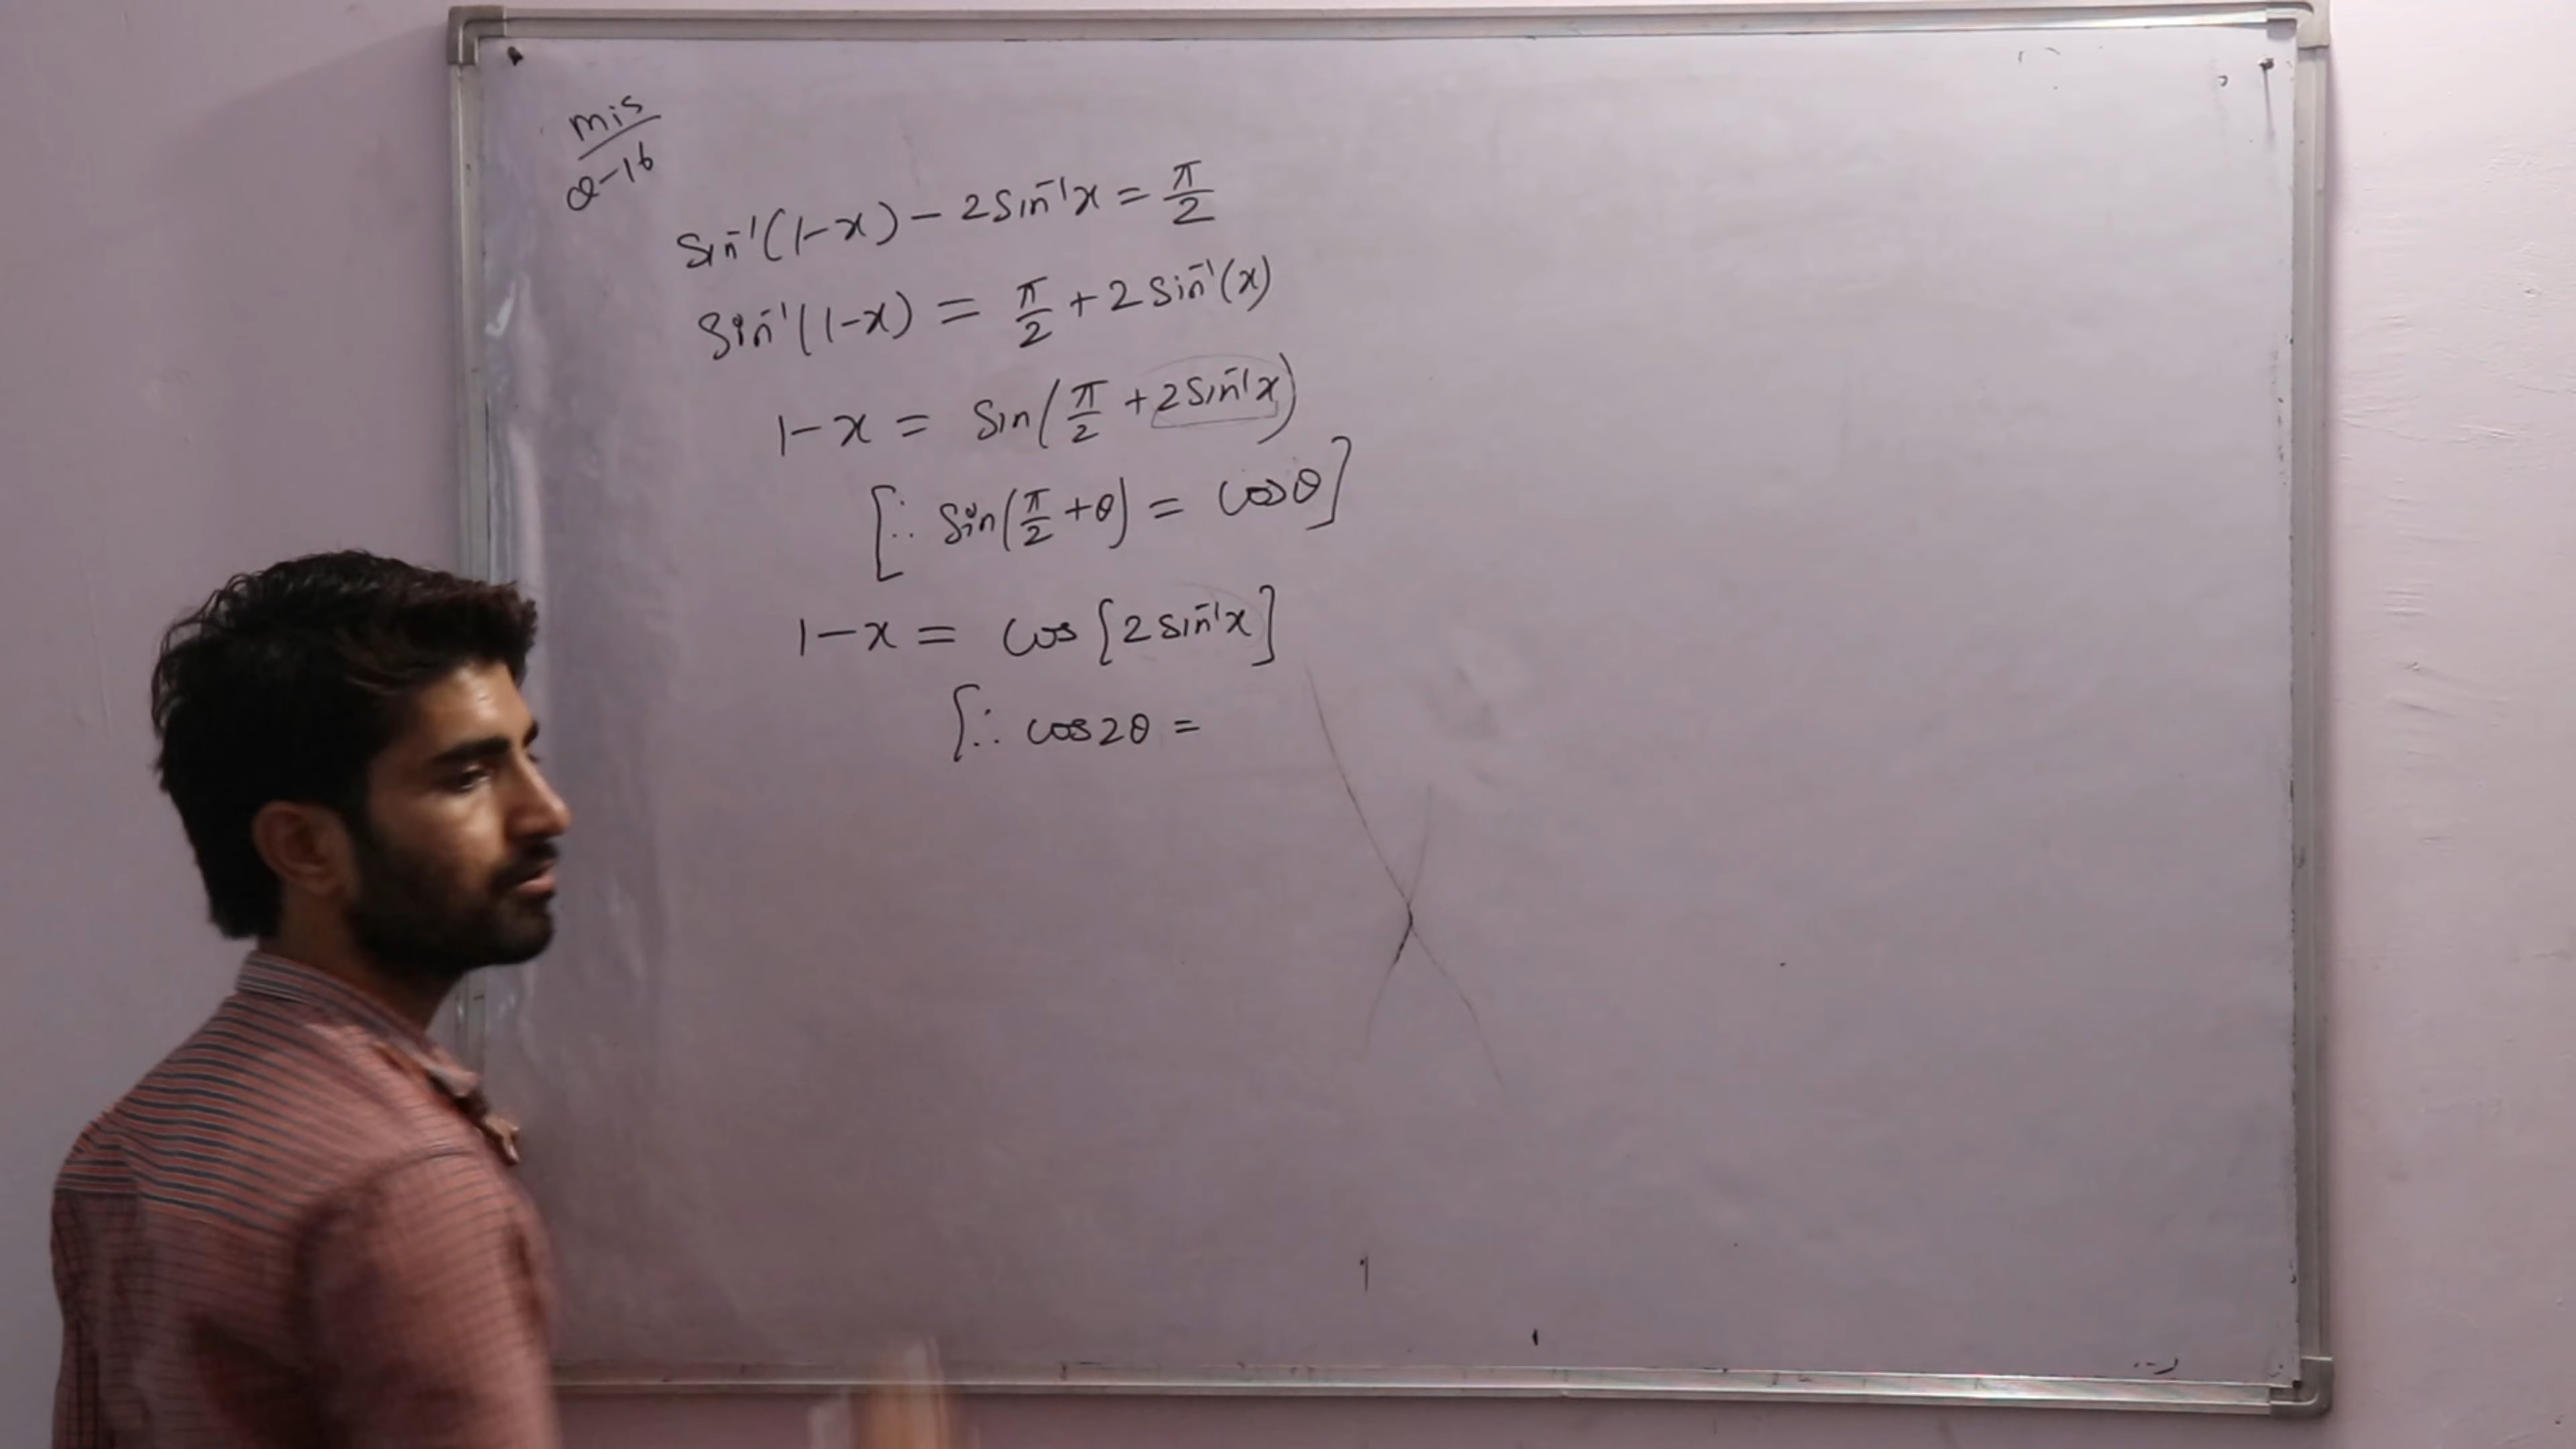 mis
Q-16
sin⁻¹(1-x) - 2sin⁻¹x = π/2
sin⁻¹(1-x) = π/2 + 2sin⁻¹(x)
1-x = sin(π/2 + 2sin⁻¹x)
[∵ sin(π/2 + θ) = cosθ]
1-x = cos[2sin⁻¹x]
[∵ cos2θ =